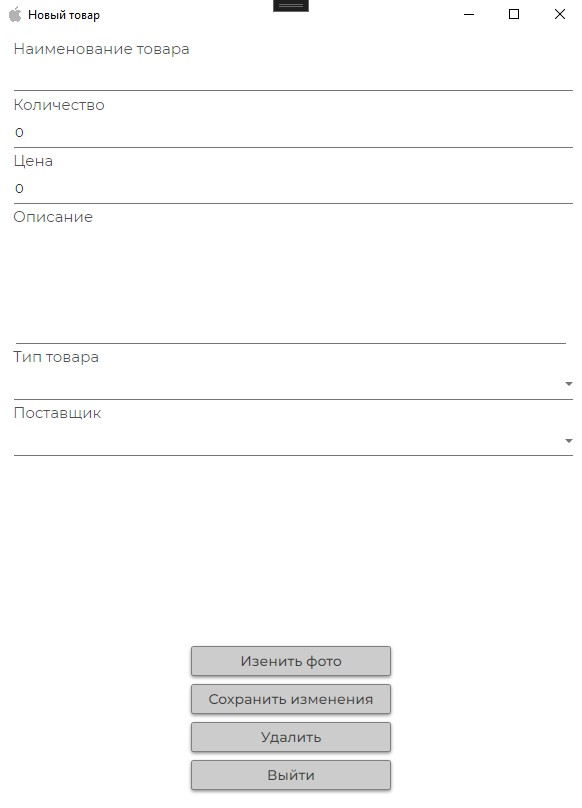 Новый товар
Наименование товара
Количество
0
Цена
0
Описание
Тип товара
Поставщик
Изенить фото
Сохранить изменения
Удалить
Выйти